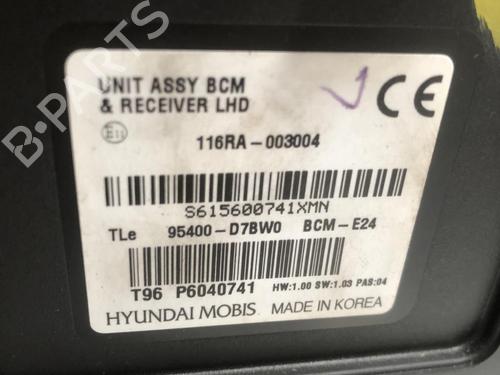 UNIT ASSY BCM
& RECEIVER LHD
CE
E11
116RA-003004
S615600741XMN
TLe 95400-D7BW0 BCM-E24
T96 P6040741 HW:1.00 SW:1.03 PAS:04
HYUNDAI MOBIS MADE IN KOREA
B-Parts